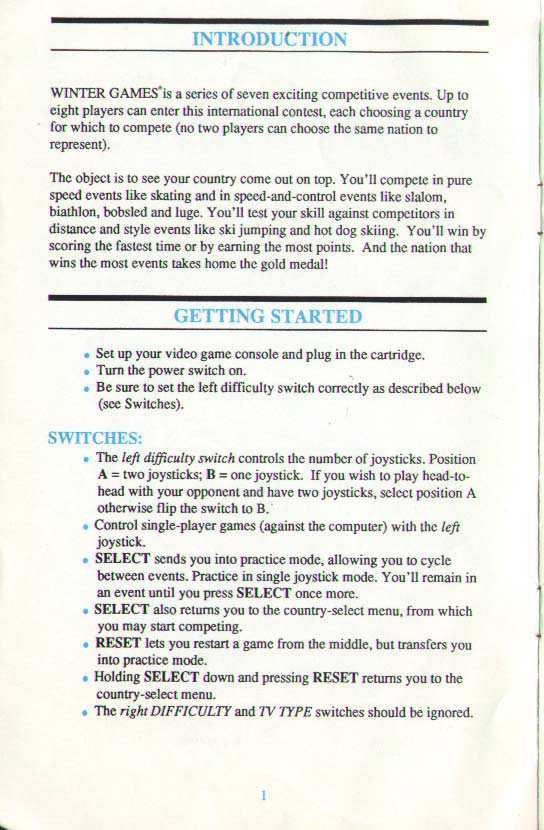 INTRODUCTION
WINTER GAMES* is a series of seven exciting competitive events. Up to
eight players can enter this international contest, each choosing a country
for which to compete (no two players can choose the same nation to
represent).
The object is to see your country come out on top. You'll compete in pure
speed events like skating and in speed-and-control events like slalom,
biathlon, bobsled and luge. You'll test your skill against competitors in
distance and style events like ski jumping and hot dog skiing. You'll win by
scoring the fastest time or by earning the most points. And the nation that
wins the most events takes home the gold medal!
GETTING STARTED
• Set up your video game console and plug in the cartridge.
• Turn the power switch on.
• Be sure to set the left difficulty switch correctly as described below
(see Switches).
SWITCHES:
• The left difficulty switch controls the number of joysticks. Position
A = two joysticks; B = one joystick. If you wish to play head-to-
head with your opponent and have two joysticks, select position A
otherwise flip the switch to B.
• Control single-player games (against the computer) with the left
joystick.
• SELECT sends you into practice mode, allowing you to cycle
between events. Practice in single joystick mode. You'll remain in
an event until you press SELECT once more.
• SELECT also returns you to the country-select menu, from which
you may start competing.
• RESET lets you restart a game from the middle, but transfers you
into practice mode.
• Holding SELECT down and pressing RESET returns you to the
country-select menu.
• The right DIFFICULTY and TV TYPE switches should be ignored.
1